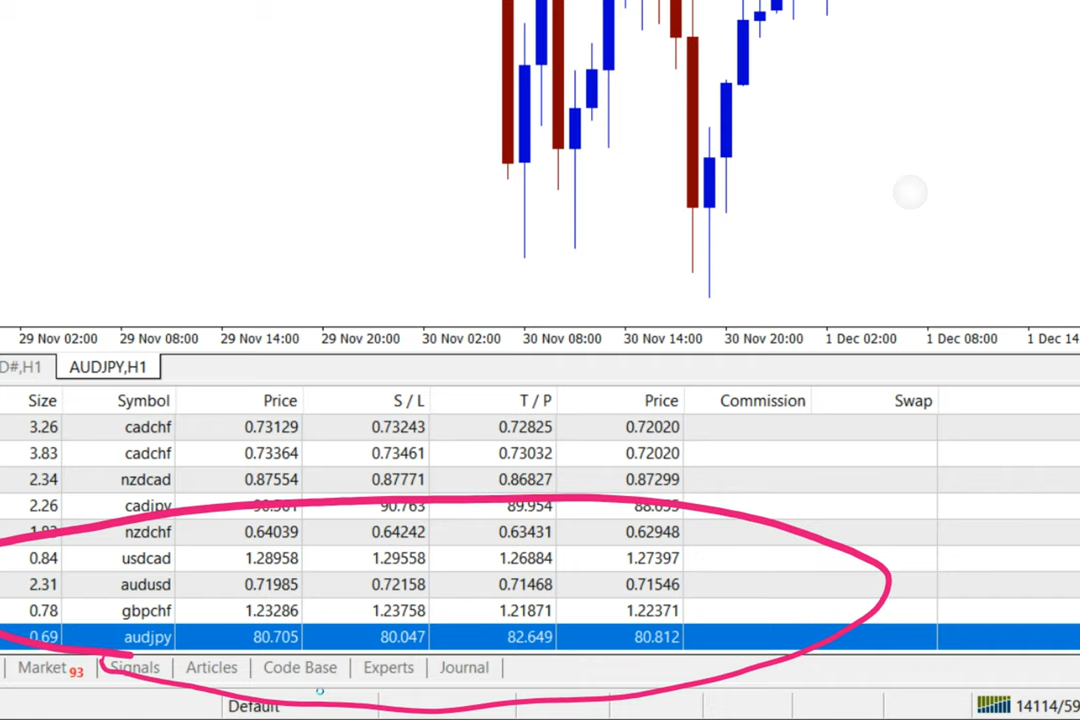 29 Nov 02:00 29 Nov 08:00 29 Nov 14:00 29 Nov 20:00 30 Nov 02:00 30 Nov 08:00 30 Nov 14:00 30 Nov 20:00 1 Dec 02:00 1 Dec 08:00 1 Dec 14
D#,H1 AUDJPY,H1
Size Symbol Price S / L T / P Price Commission Swap
3.26 cadchf 0.73129 0.73243 0.72825 0.72020
3.83 cadchf 0.73364 0.73461 0.73032 0.72020
2.34 nzdcad 0.87554 0.87771 0.86827 0.87299
2.26 cadjpy 90.763 89.954
nzdchf 0.64039 0.64242 0.63431 0.62948
0.84 usdcad 1.28958 1.29558 1.26884 1.27397
2.31 audusd 0.71985 0.72158 0.71468 0.71546
0.78 gbpchf 1.23286 1.23758 1.21871 1.22371
0.69 audjpy 80.705 80.047 82.649 80.812
Market 93 Signals Articles Code Base Experts Journal
Default 14114/59